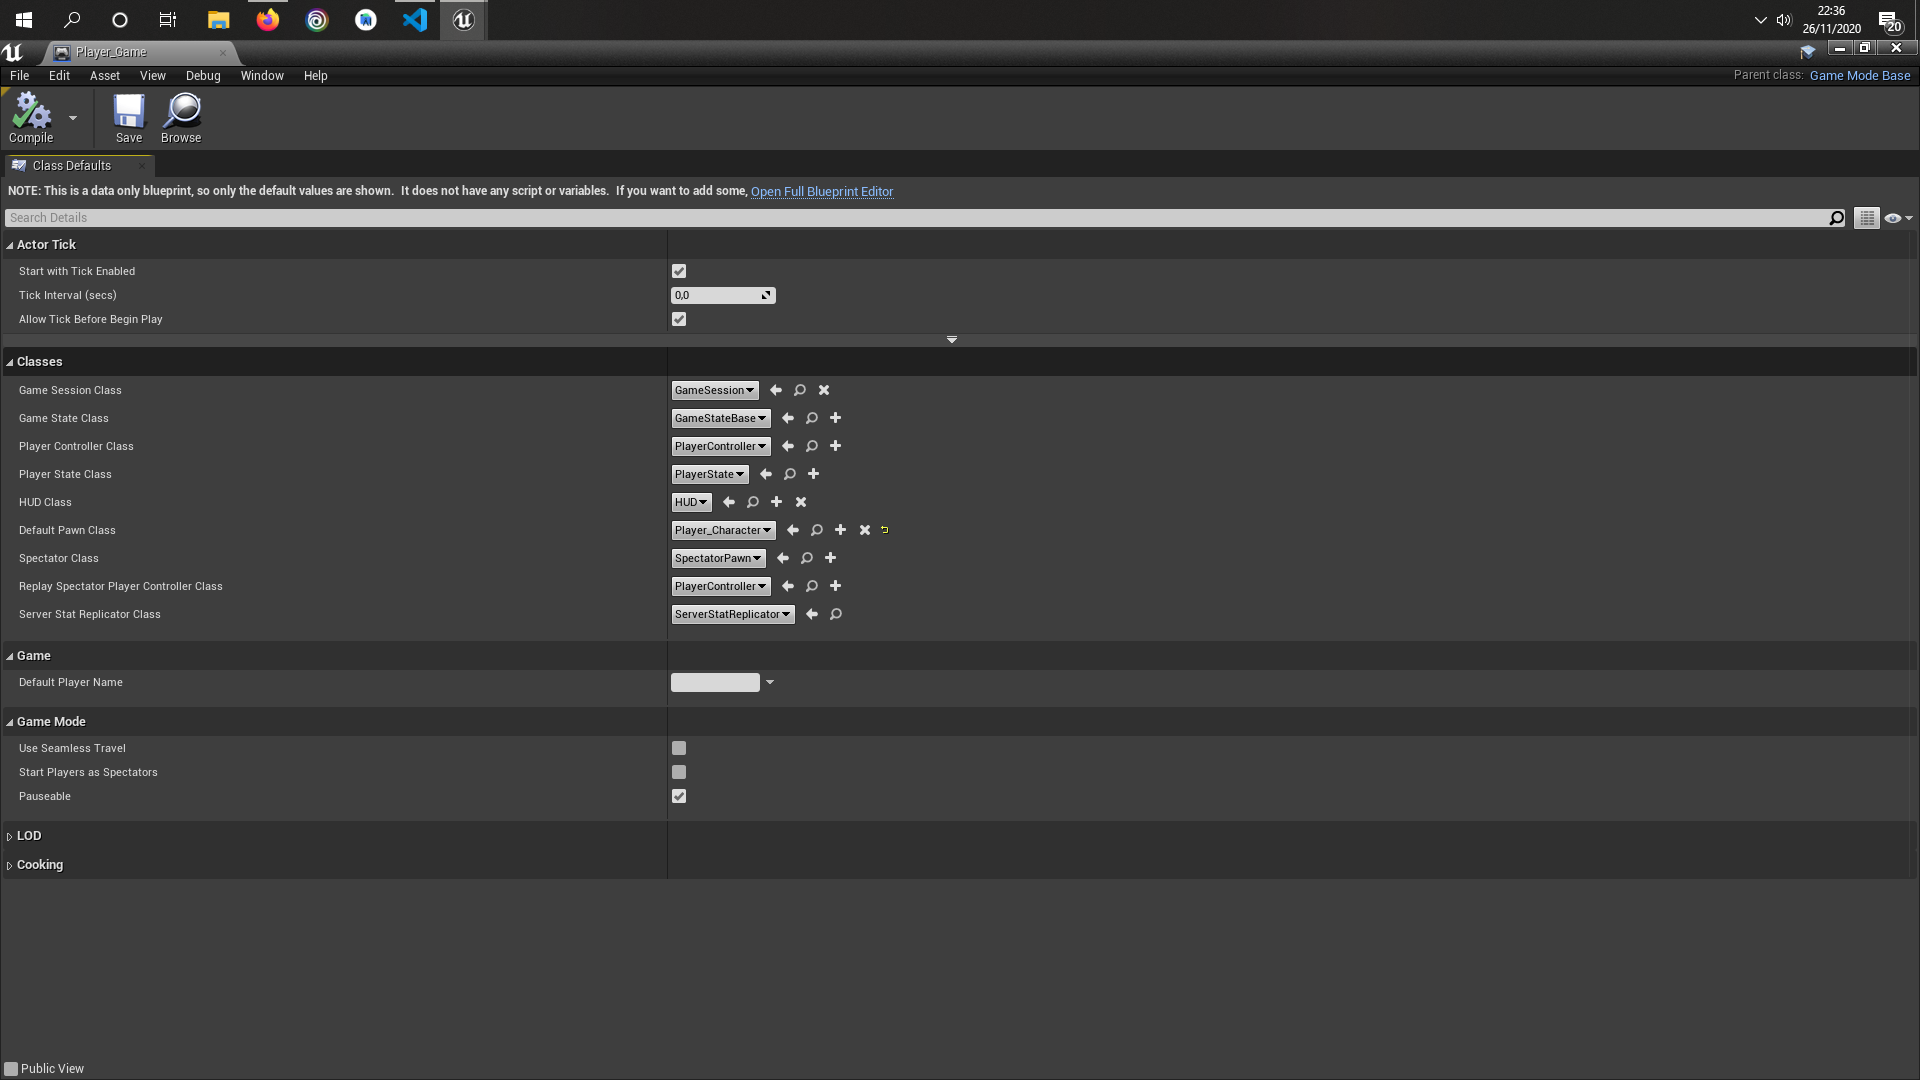 22:36
26/11/2020
20
Player_Game
File Edit Asset View Debug Window Help
Parent class: Game Mode Base
Compile Save Browse
Class Defaults
NOTE: This is a data only blueprint, so only the default values are shown. It does not have any script or variables. If you want to add some, Open Full Blueprint Editor
Search Details
Actor Tick
Start with Tick Enabled
Tick Interval (secs) 0,0
Allow Tick Before Begin Play
Classes
Game Session Class GameSession
Game State Class GameStateBase
Player Controller Class PlayerController
Player State Class PlayerState
HUD Class HUD
Default Pawn Class Player_Character
Spectator Class SpectatorPawn
Replay Spectator Player Controller Class PlayerController
Server Stat Replicator Class ServerStatReplicator
Game
Default Player Name
Game Mode
Use Seamless Travel
Start Players as Spectators
Pauseable
LOD
Cooking
Public View